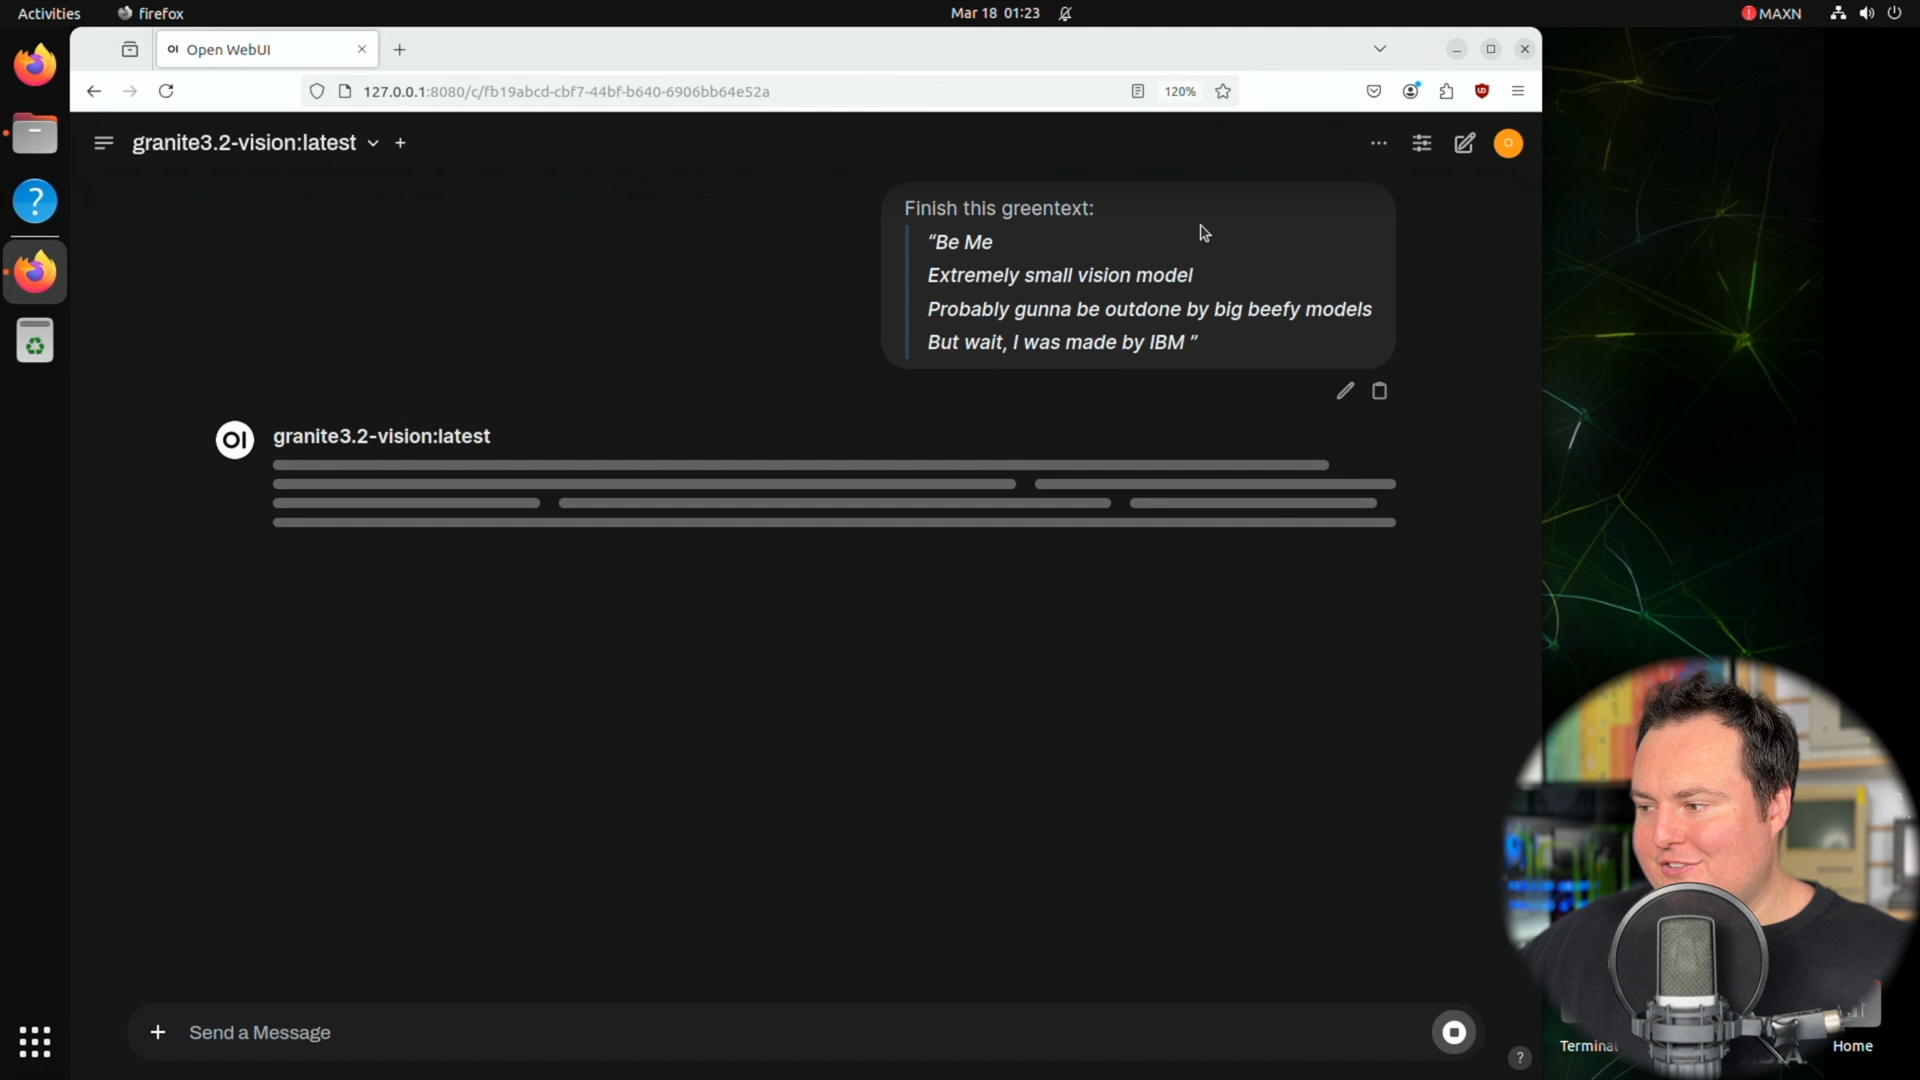 Activities
firefox
Mar 18 01:23
MAXN
OI Open WebUI
127.0.0.1:8080/c/fb19abcd-cbf7-44bf-b640-6906bb64e52a
120%
granite3.2-vision:latest
Finish this greentext:
“Be Me
Extremely small vision model
Probably gunna be outdone by big beefy models
But wait, I was made by IBM ”
OI
granite3.2-vision:latest
Send a Message
Terminal
Home